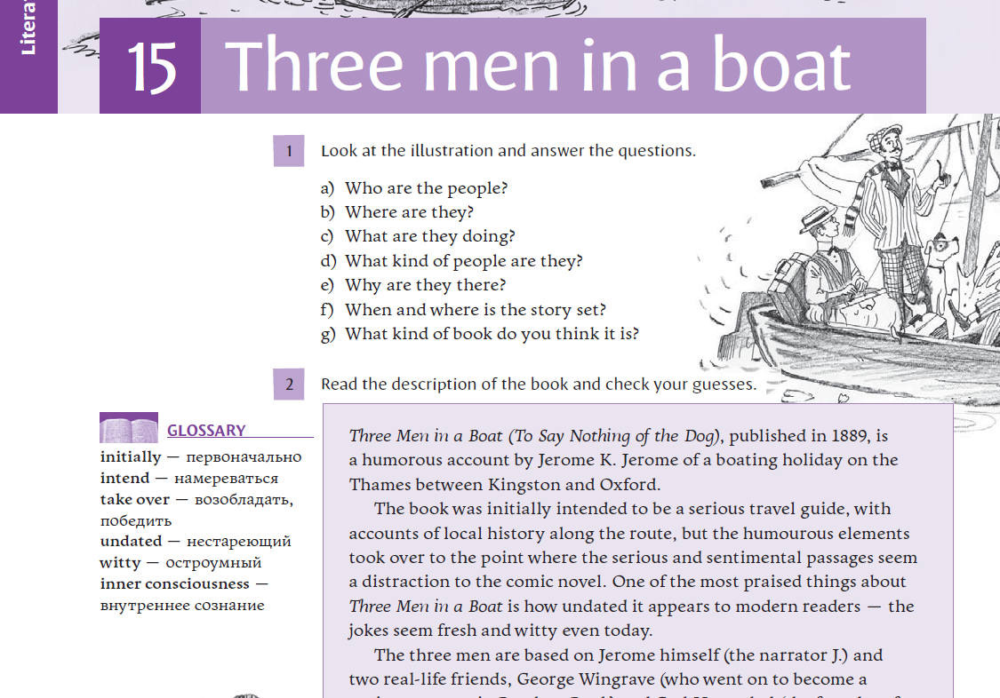 Litera
15 Three men in a boat
1 Look at the illustration and answer the questions.
a) Who are the people?
b) Where are they?
c) What are they doing?
d) What kind of people are they?
e) Why are they there?
f) When and where is the story set?
g) What kind of book do you think it is?
2 Read the description of the book and check your guesses.
GLOSSARY
initially — первоначально
intend — намереваться
take over — возобладать,
победить
undated — нестареющий
witty — остроумный
inner consciousness —
внутреннее сознание
Three Men in a Boat (To Say Nothing of the Dog), published in 1889, is
a humorous account by Jerome K. Jerome of a boating holiday on the
Thames between Kingston and Oxford.
The book was initially intended to be a serious travel guide, with
accounts of local history along the route, but the humourous elements
took over to the point where the serious and sentimental passages seem
a distraction to the comic novel. One of the most praised things about
Three Men in a Boat is how undated it appears to modern readers — the
jokes seem fresh and witty even today.
The three men are based on Jerome himself (the narrator J.) and
two real-life friends, George Wingrave (who went on to become a